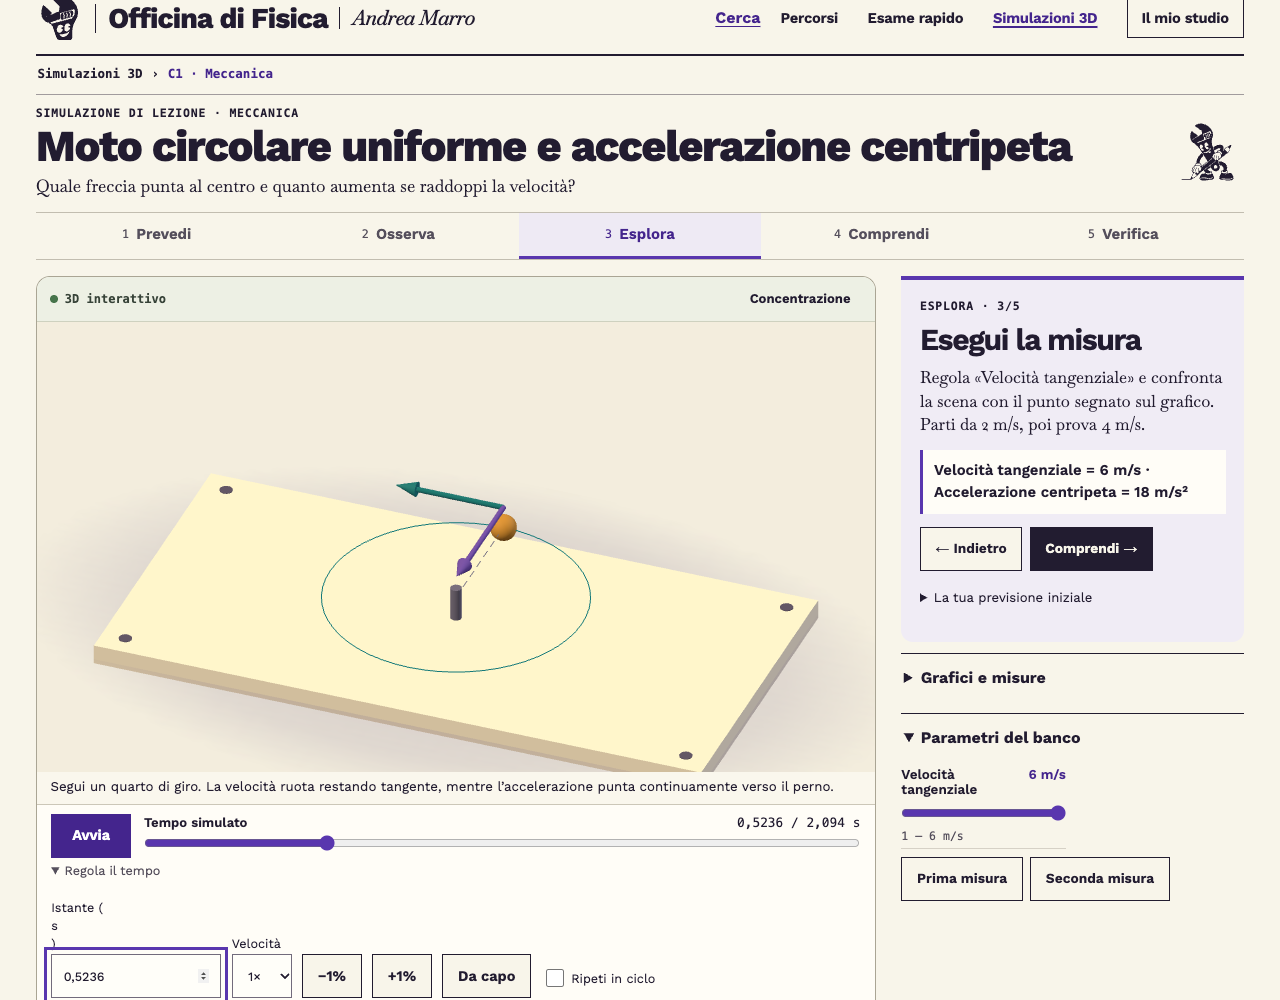 Officina di Fisica
Andrea Marro
Cerca
Percorsi
Esame rapido
Simulazioni 3D
Il mio studio
Simulazioni 3D › C1 · Meccanica
SIMULAZIONE DI LEZIONE · MECCANICA
Moto circolare uniforme e accelerazione centripeta
Quale freccia punta al centro e quanto aumenta se raddoppi la velocità?
1 Prevedi
2 Osserva
3 Esplora
4 Comprendi
5 Verifica
3D interattivo
Concentrazione
Segui un quarto di giro. La velocità ruota restando tangente, mentre l’accelerazione punta continuamente verso il perno.
Avvia
Tempo simulato
0,5236 / 2,094 s
▼ Regola il tempo
Istante (
s
)
0,5236
Velocità
1×
−1%
+1%
Da capo
Ripeti in ciclo
ESPLORA · 3/5
Esegui la misura
Regola «Velocità tangenziale» e confronta
la scena con il punto segnato sul grafico.
Parti da 2 m/s, poi prova 4 m/s.
Velocità tangenziale = 6 m/s ·
Accelerazione centripeta = 18 m/s²
← Indietro
Comprendi →
▶ La tua previsione iniziale
▶ Grafici e misure
▼ Parametri del banco
Velocità
tangenziale
6 m/s
1 – 6 m/s
Prima misura
Seconda misura